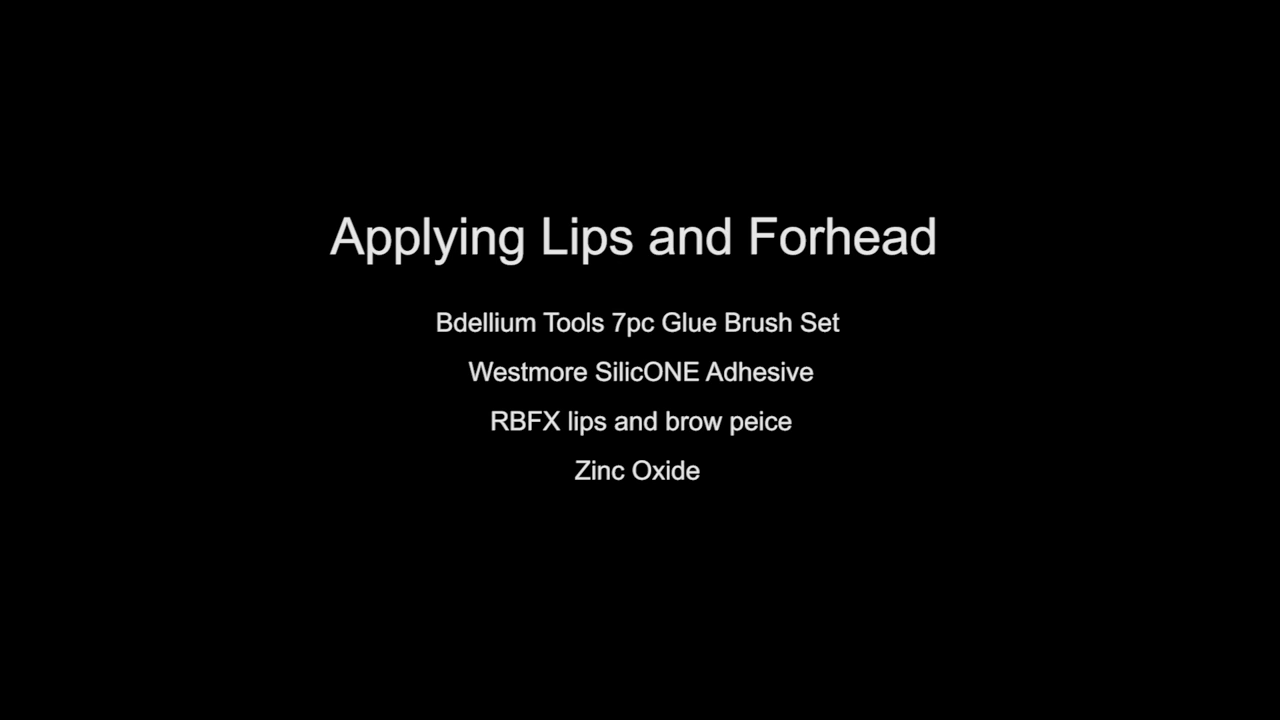 Applying Lips and Forhead
Bdellium Tools 7pc Glue Brush Set
Westmore SilicONE Adhesive
RBFX lips and brow peice
Zinc Oxide